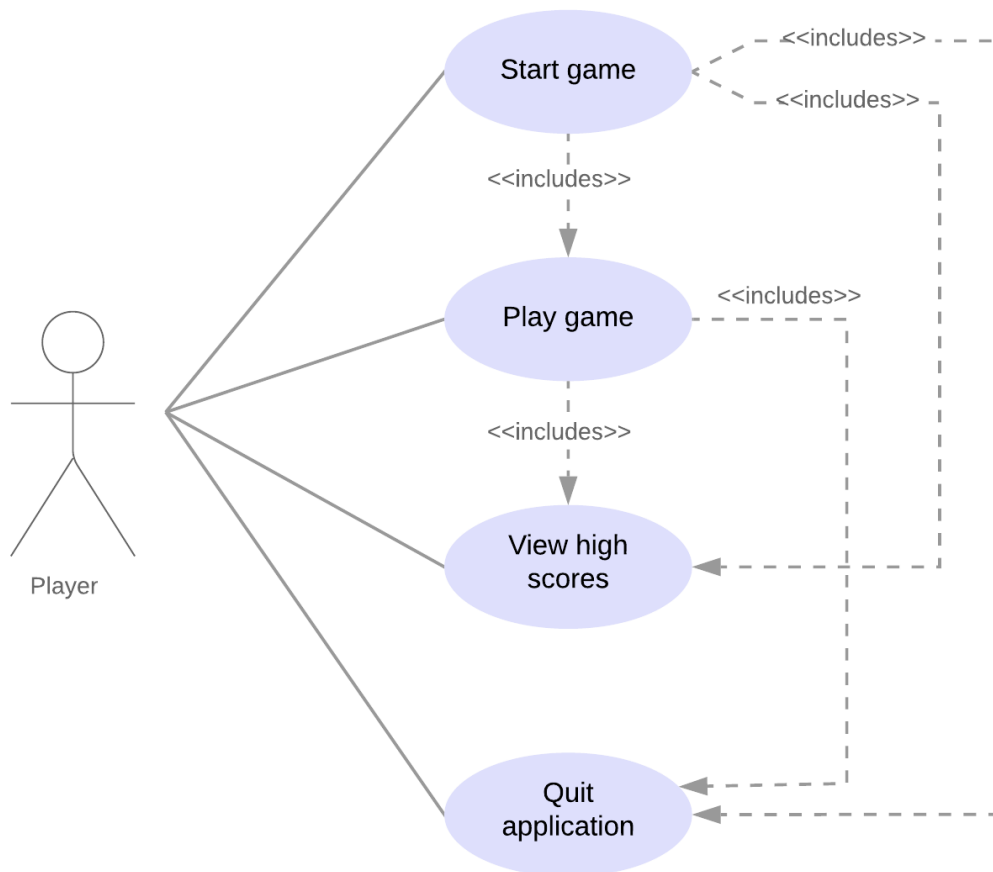 Start game
<<includes>>
<<includes>>
<<includes>>
Play game
<<includes>>
<<includes>>
View high
scores
Player
Quit
application